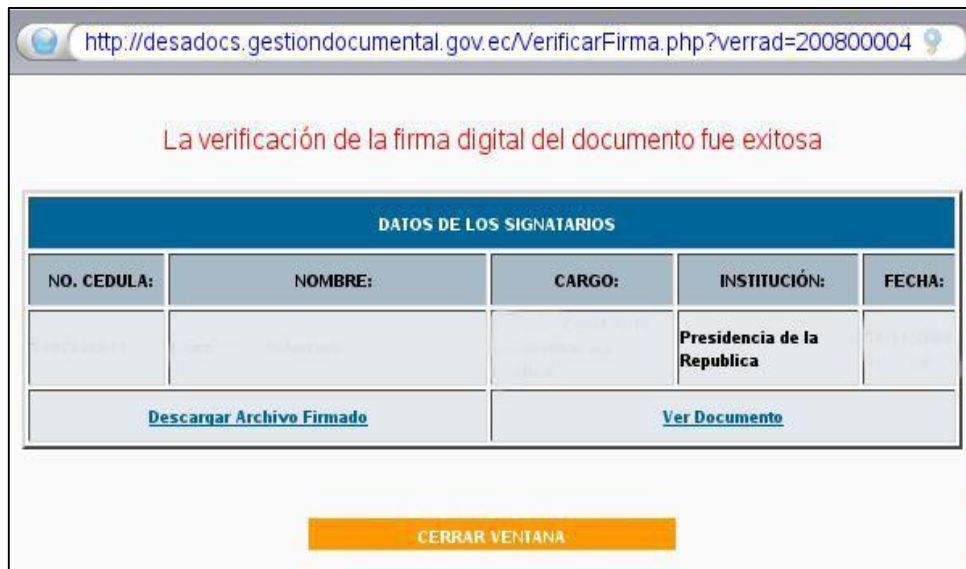 http://desadocs.gestiondocumental.gov.ec/VerificarFirma.php?verrad=200800004
La verificación de la firma digital del documento fue exitosa
DATOS DE LOS SIGNATARIOS
NO. CEDULA: NOMBRE: CARGO: INSTITUCIÓN: FECHA:
Presidencia de la
Republica
Descargar Archivo Firmado Ver Documento
CERRAR VENTANA